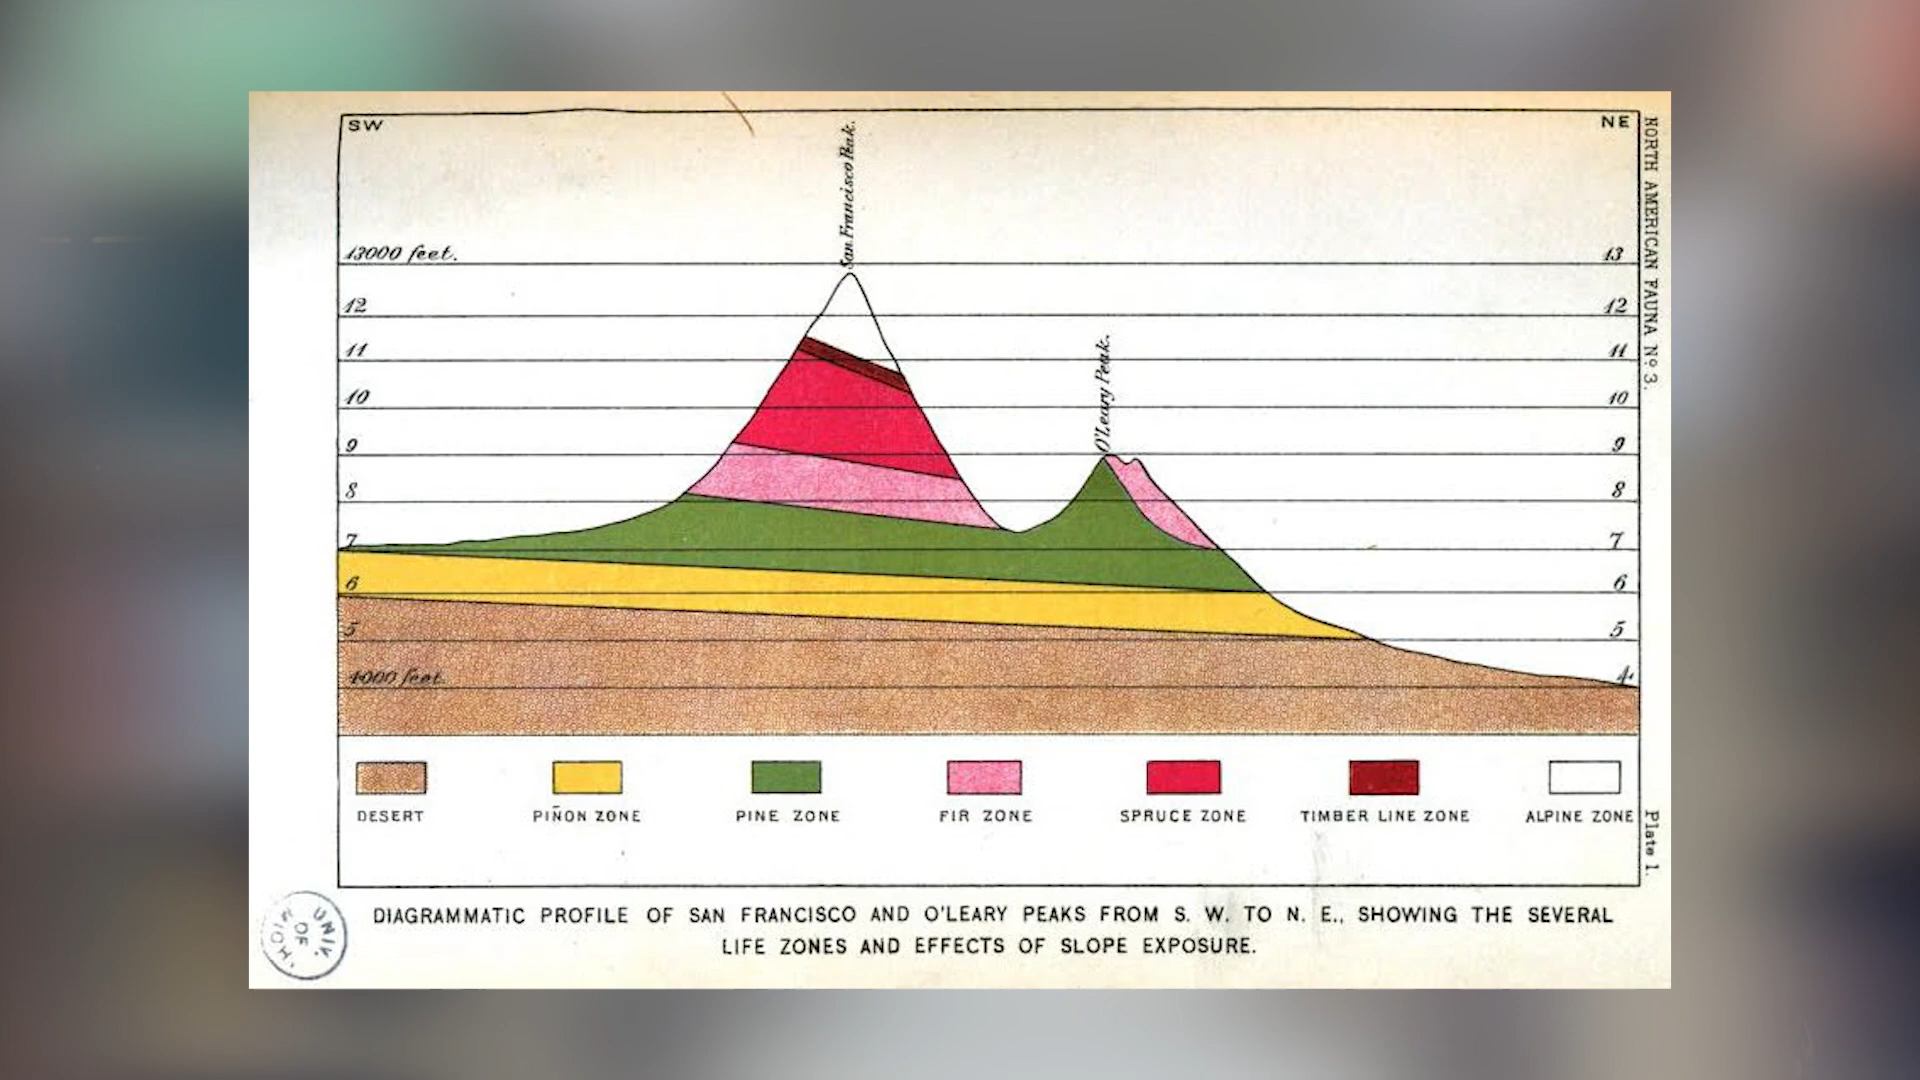 SW
NE
San Francisco Peak.
O'Leary Peak.
13000 feet.
13
12
12
11
11
10
10
9
9
8
8
7
7
6
6
5
5
4000 feet.
4
DESERT
PIÑON ZONE
PINE ZONE
FIR ZONE
SPRUCE ZONE
TIMBER LINE ZONE
ALPINE ZONE
NORTH AMERICAN FAUNA Nº 3.
Plate 1.
DIAGRAMMATIC PROFILE OF SAN FRANCISCO AND O'LEARY PEAKS FROM S. W. TO N. E., SHOWING THE SEVERAL
LIFE ZONES AND EFFECTS OF SLOPE EXPOSURE.
UNIV.
OF
MICH.